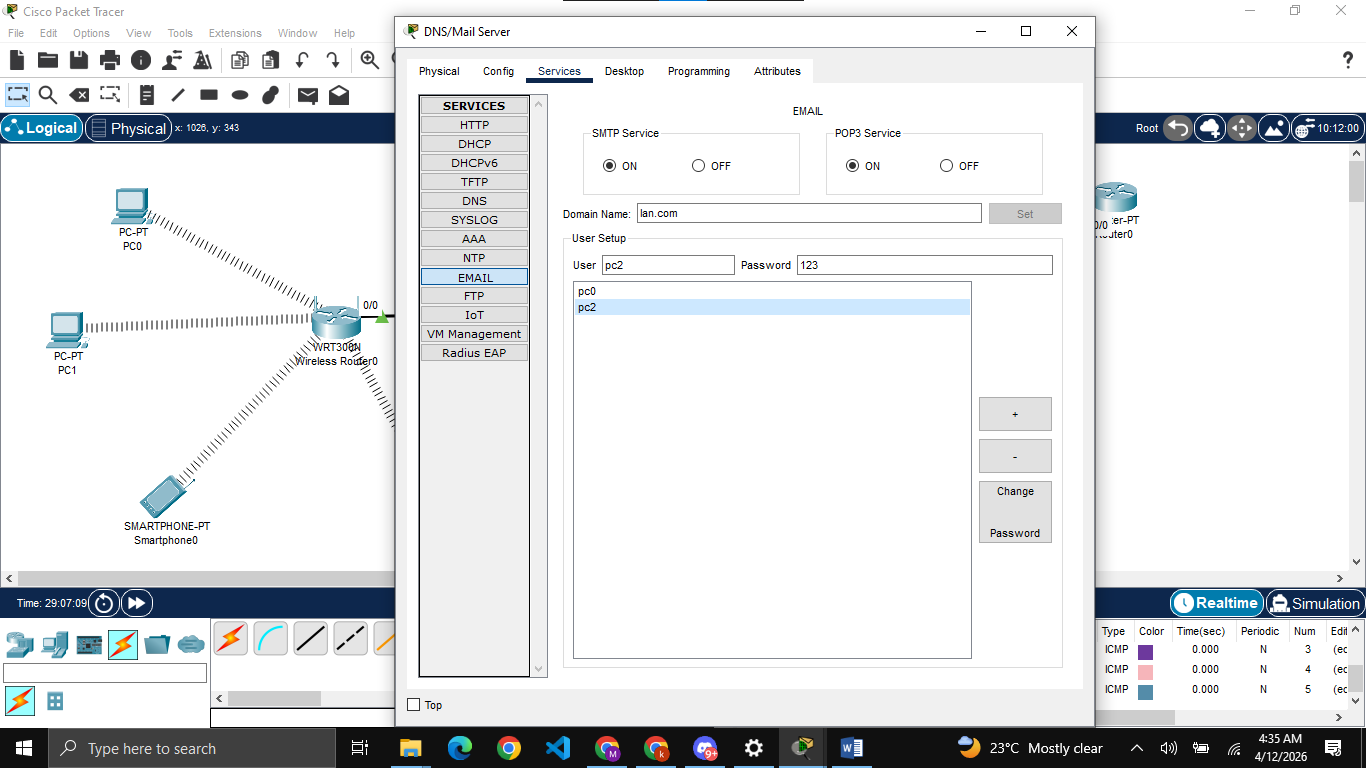 Cisco Packet Tracer
File Edit Options View Tools Extensions Window Help
Logical Physical x: 1026, y: 343
Root 10:12:00
PC-PT
PC0
PC-PT
PC1
0/0
WRT300N
Wireless Router0
SMARTPHONE-PT
Smartphone0
0/0
DNS/Mail Server
Physical Config Services Desktop Programming Attributes
SERVICES
HTTP
DHCP
DHCPv6
TFTP
DNS
SYSLOG
AAA
NTP
EMAIL
FTP
IoT
VM Management
Radius EAP
EMAIL
SMTP Service
ON OFF
POP3 Service
ON OFF
Domain Name: lan.com Set
User Setup
User pc2 Password 123
pc0
pc2
+
-
Change
Password
Top
Time: 29:07:09
Realtime Simulation
Type Color Time(sec) Periodic Num
ICMP 0.000 N 3
ICMP 0.000 N 4
ICMP 0.000 N 5
Type here to search
M
k
9+
23°C Mostly clear
4:35 AM
4/12/2026